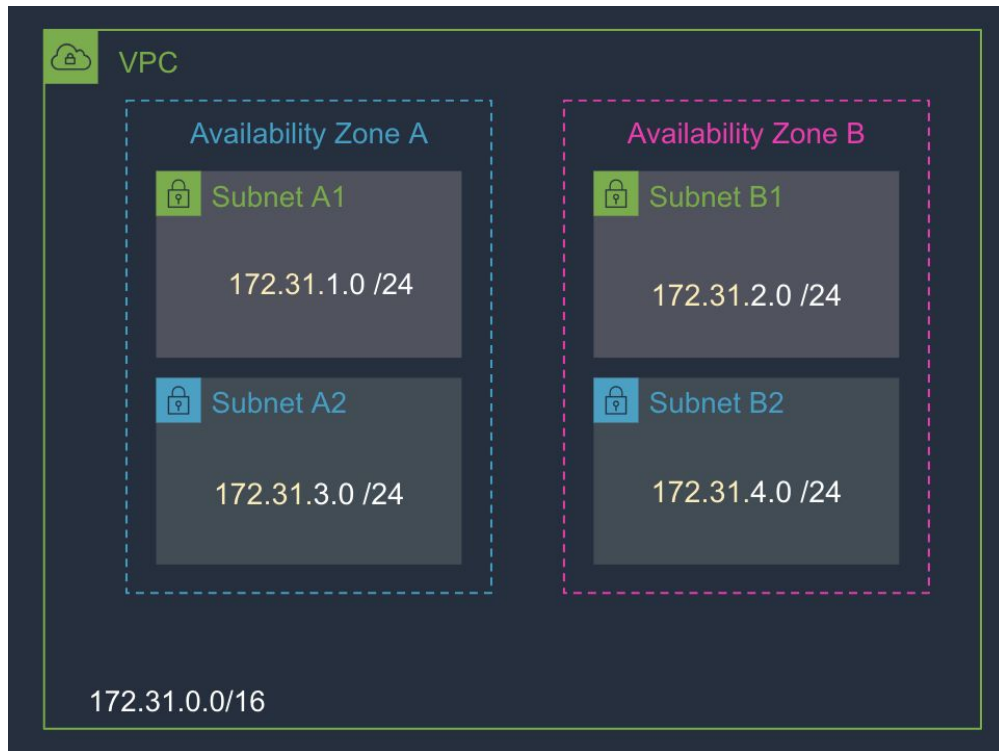 VPC
Availability Zone A
Subnet A1
172.31.1.0 /24
Subnet A2
172.31.3.0 /24
Availability Zone B
Subnet B1
172.31.2.0 /24
Subnet B2
172.31.4.0 /24
172.31.0.0/16